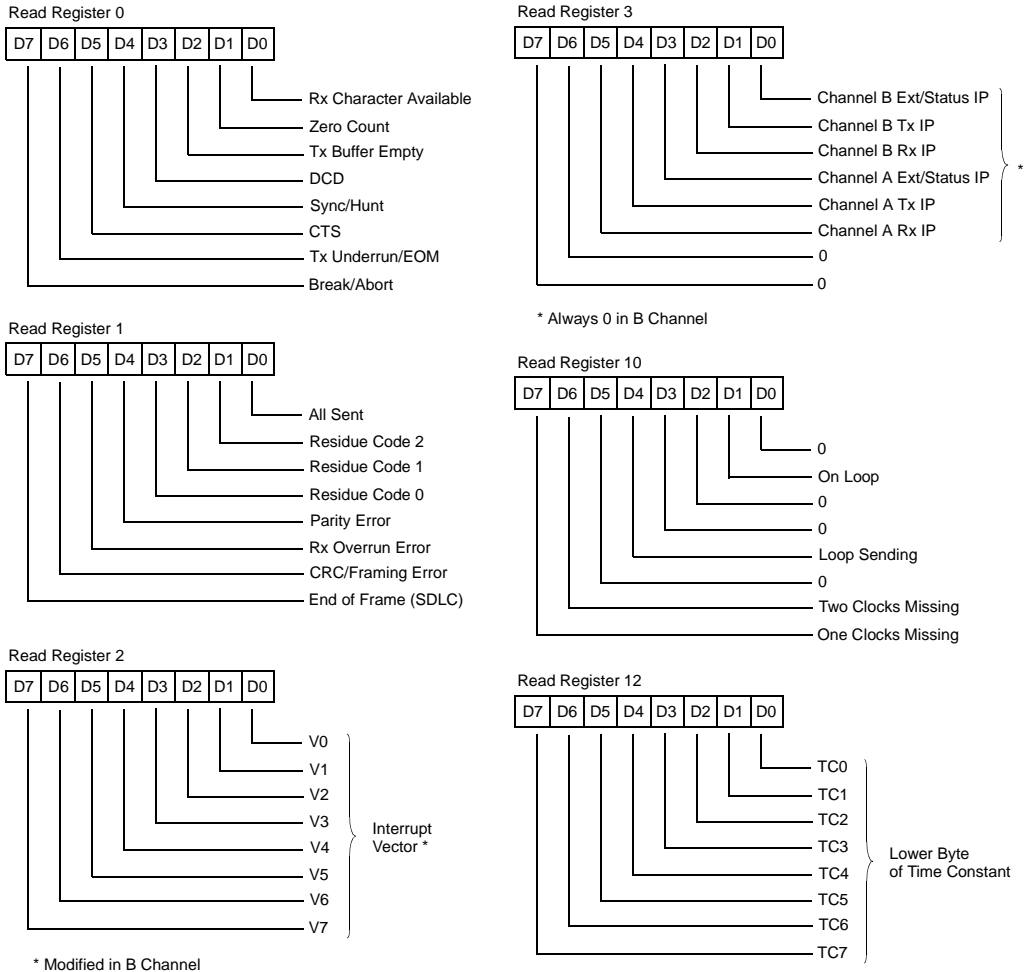 Read Register 0
D7 D6 D5 D4 D3 D2 D1 D0
Rx Character Available
Zero Count
Tx Buffer Empty
DCD
Sync/Hunt
CTS
Tx Underrun/EOM
Break/Abort
Read Register 1
D7 D6 D5 D4 D3 D2 D1 D0
All Sent
Residue Code 2
Residue Code 1
Residue Code 0
Parity Error
Rx Overrun Error
CRC/Framing Error
End of Frame (SDLC)
Read Register 2
D7 D6 D5 D4 D3 D2 D1 D0
V0
V1
V2
V3
V4
V5
V6
V7
Interrupt
Vector *
* Modified in B Channel
Read Register 3
D7 D6 D5 D4 D3 D2 D1 D0
Channel B Ext/Status IP
Channel B Tx IP
Channel B Rx IP
Channel A Ext/Status IP
Channel A Tx IP
Channel A Rx IP
0
0
*
* Always 0 in B Channel
Read Register 10
D7 D6 D5 D4 D3 D2 D1 D0
0
On Loop
0
0
Loop Sending
0
Two Clocks Missing
One Clocks Missing
Read Register 12
D7 D6 D5 D4 D3 D2 D1 D0
TC0
TC1
TC2
TC3
TC4
TC5
TC6
TC7
Lower Byte
of Time Constant